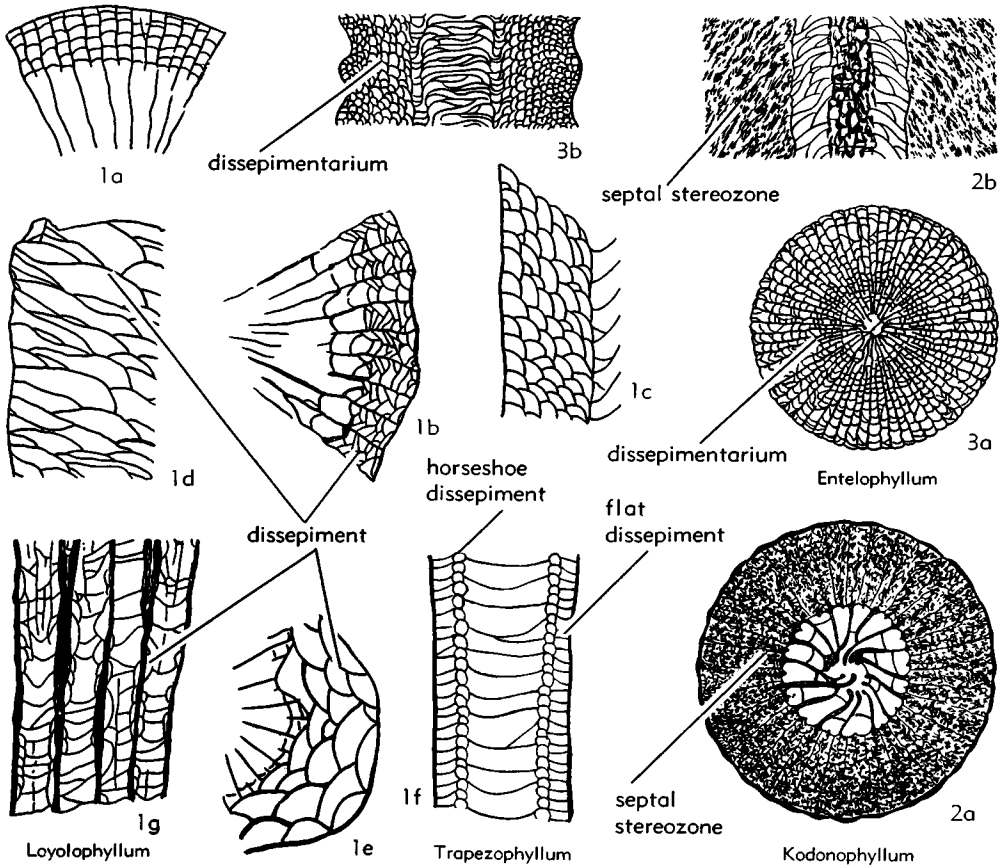 1a
dissepimentarium
3b
septal stereozone
2b
1d
1b
1c
dissepimentarium
3a
Entelophyllum
horseshoe
dissepiment
flat
dissepiment
dissepiment
1g
Loyolophyllum
1e
1f
Trapezophyllum
septal
stereozone
2a
Kodonophyllum